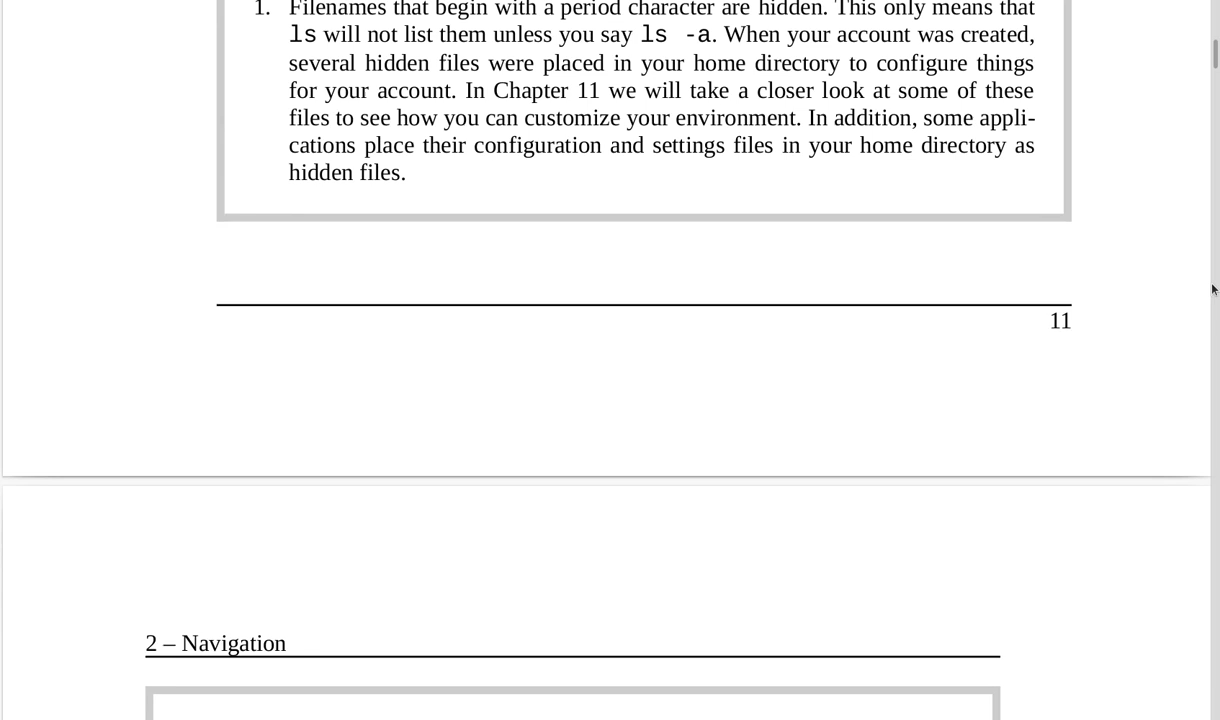 1. Filenames that begin with a period character are hidden. This only means that
ls will not list them unless you say ls -a. When your account was created,
several hidden files were placed in your home directory to configure things
for your account. In Chapter 11 we will take a closer look at some of these
files to see how you can customize your environment. In addition, some appli-
cations place their configuration and settings files in your home directory as
hidden files.
11
2 – Navigation